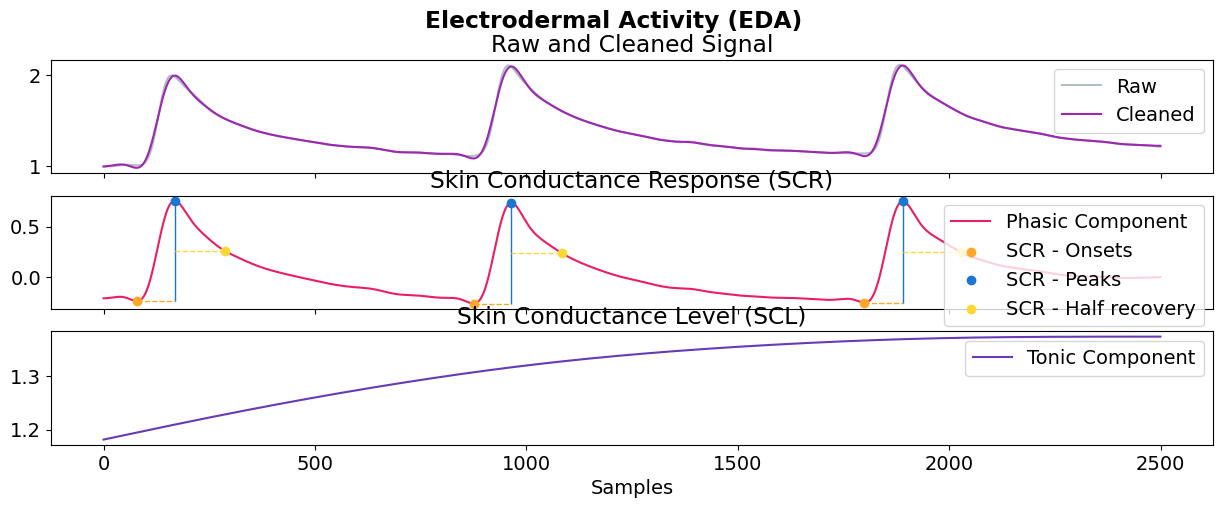 Electrodermal Activity (EDA)
Raw and Cleaned Signal
2
1
Raw
Cleaned
Skin Conductance Response (SCR)
0.5
0.0
Phasic Component
SCR - Onsets
SCR - Peaks
SCR - Half recovery
Skin Conductance Level (SCL)
1.3
1.2
Tonic Component
0 500 1000 1500 2000 2500
Samples